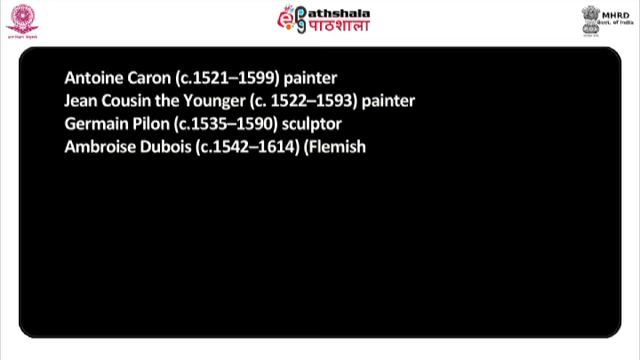 ePathshala
पाठशाला
MHRD
Govt. of India
Antoine Caron (c.1521–1599) painter
Jean Cousin the Younger (c. 1522–1593) painter
Germain Pilon (c.1535–1590) sculptor
Ambroise Dubois (c.1542–1614) (Flemish